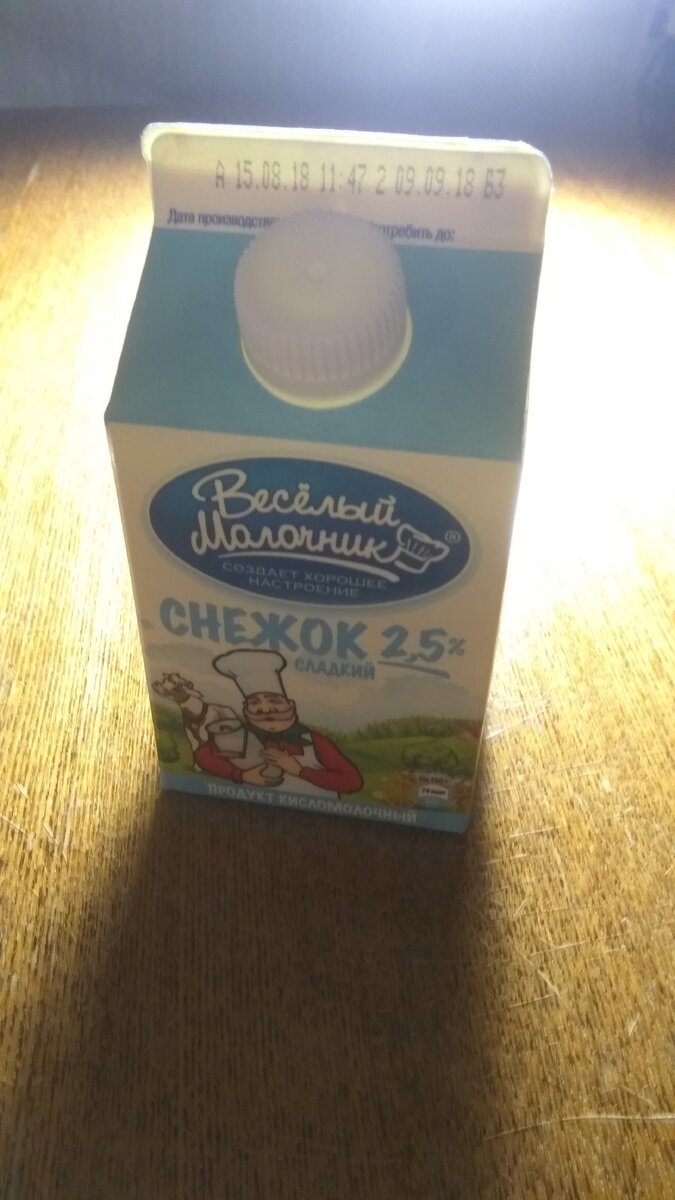 А 15.08.18 11:47 2 09.09.18 БЗ
Дата производства отребить до:
Весёлый
Молочник ®
СОЗДАЕТ ХОРОШЕЕ
НАСТРОЕНИЕ
СНЕЖОК 2,5%
СЛАДКИЙ
ПРОДУКТ КИСЛОМОЛОЧНЫЙ